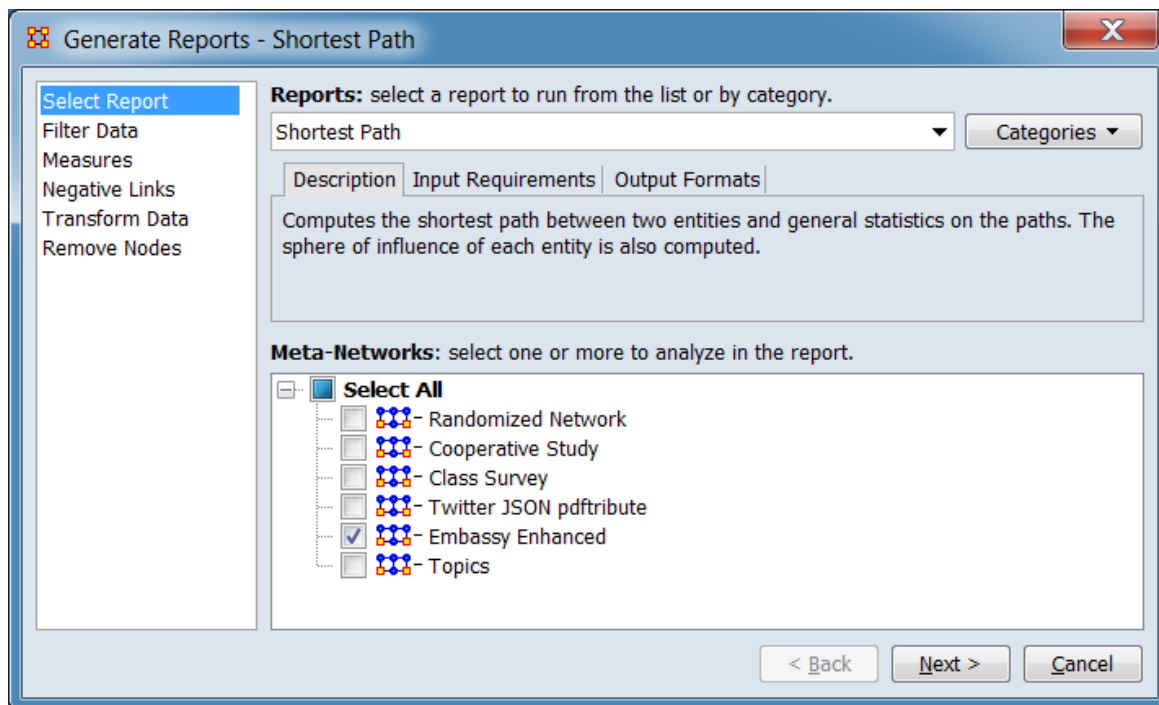 Generate Reports - Shortest Path
X
Select Report
Filter Data
Measures
Negative Links
Transform Data
Remove Nodes
Reports: select a report to run from the list or by category.
Shortest Path
Categories
Description Input Requirements Output Formats
Computes the shortest path between two entities and general statistics on the paths. The
sphere of influence of each entity is also computed.
Meta-Networks: select one or more to analyze in the report.
Select All
- Randomized Network
- Cooperative Study
- Class Survey
- Twitter JSON pdftribute
- Embassy Enhanced
- Topics
< Back Next > Cancel